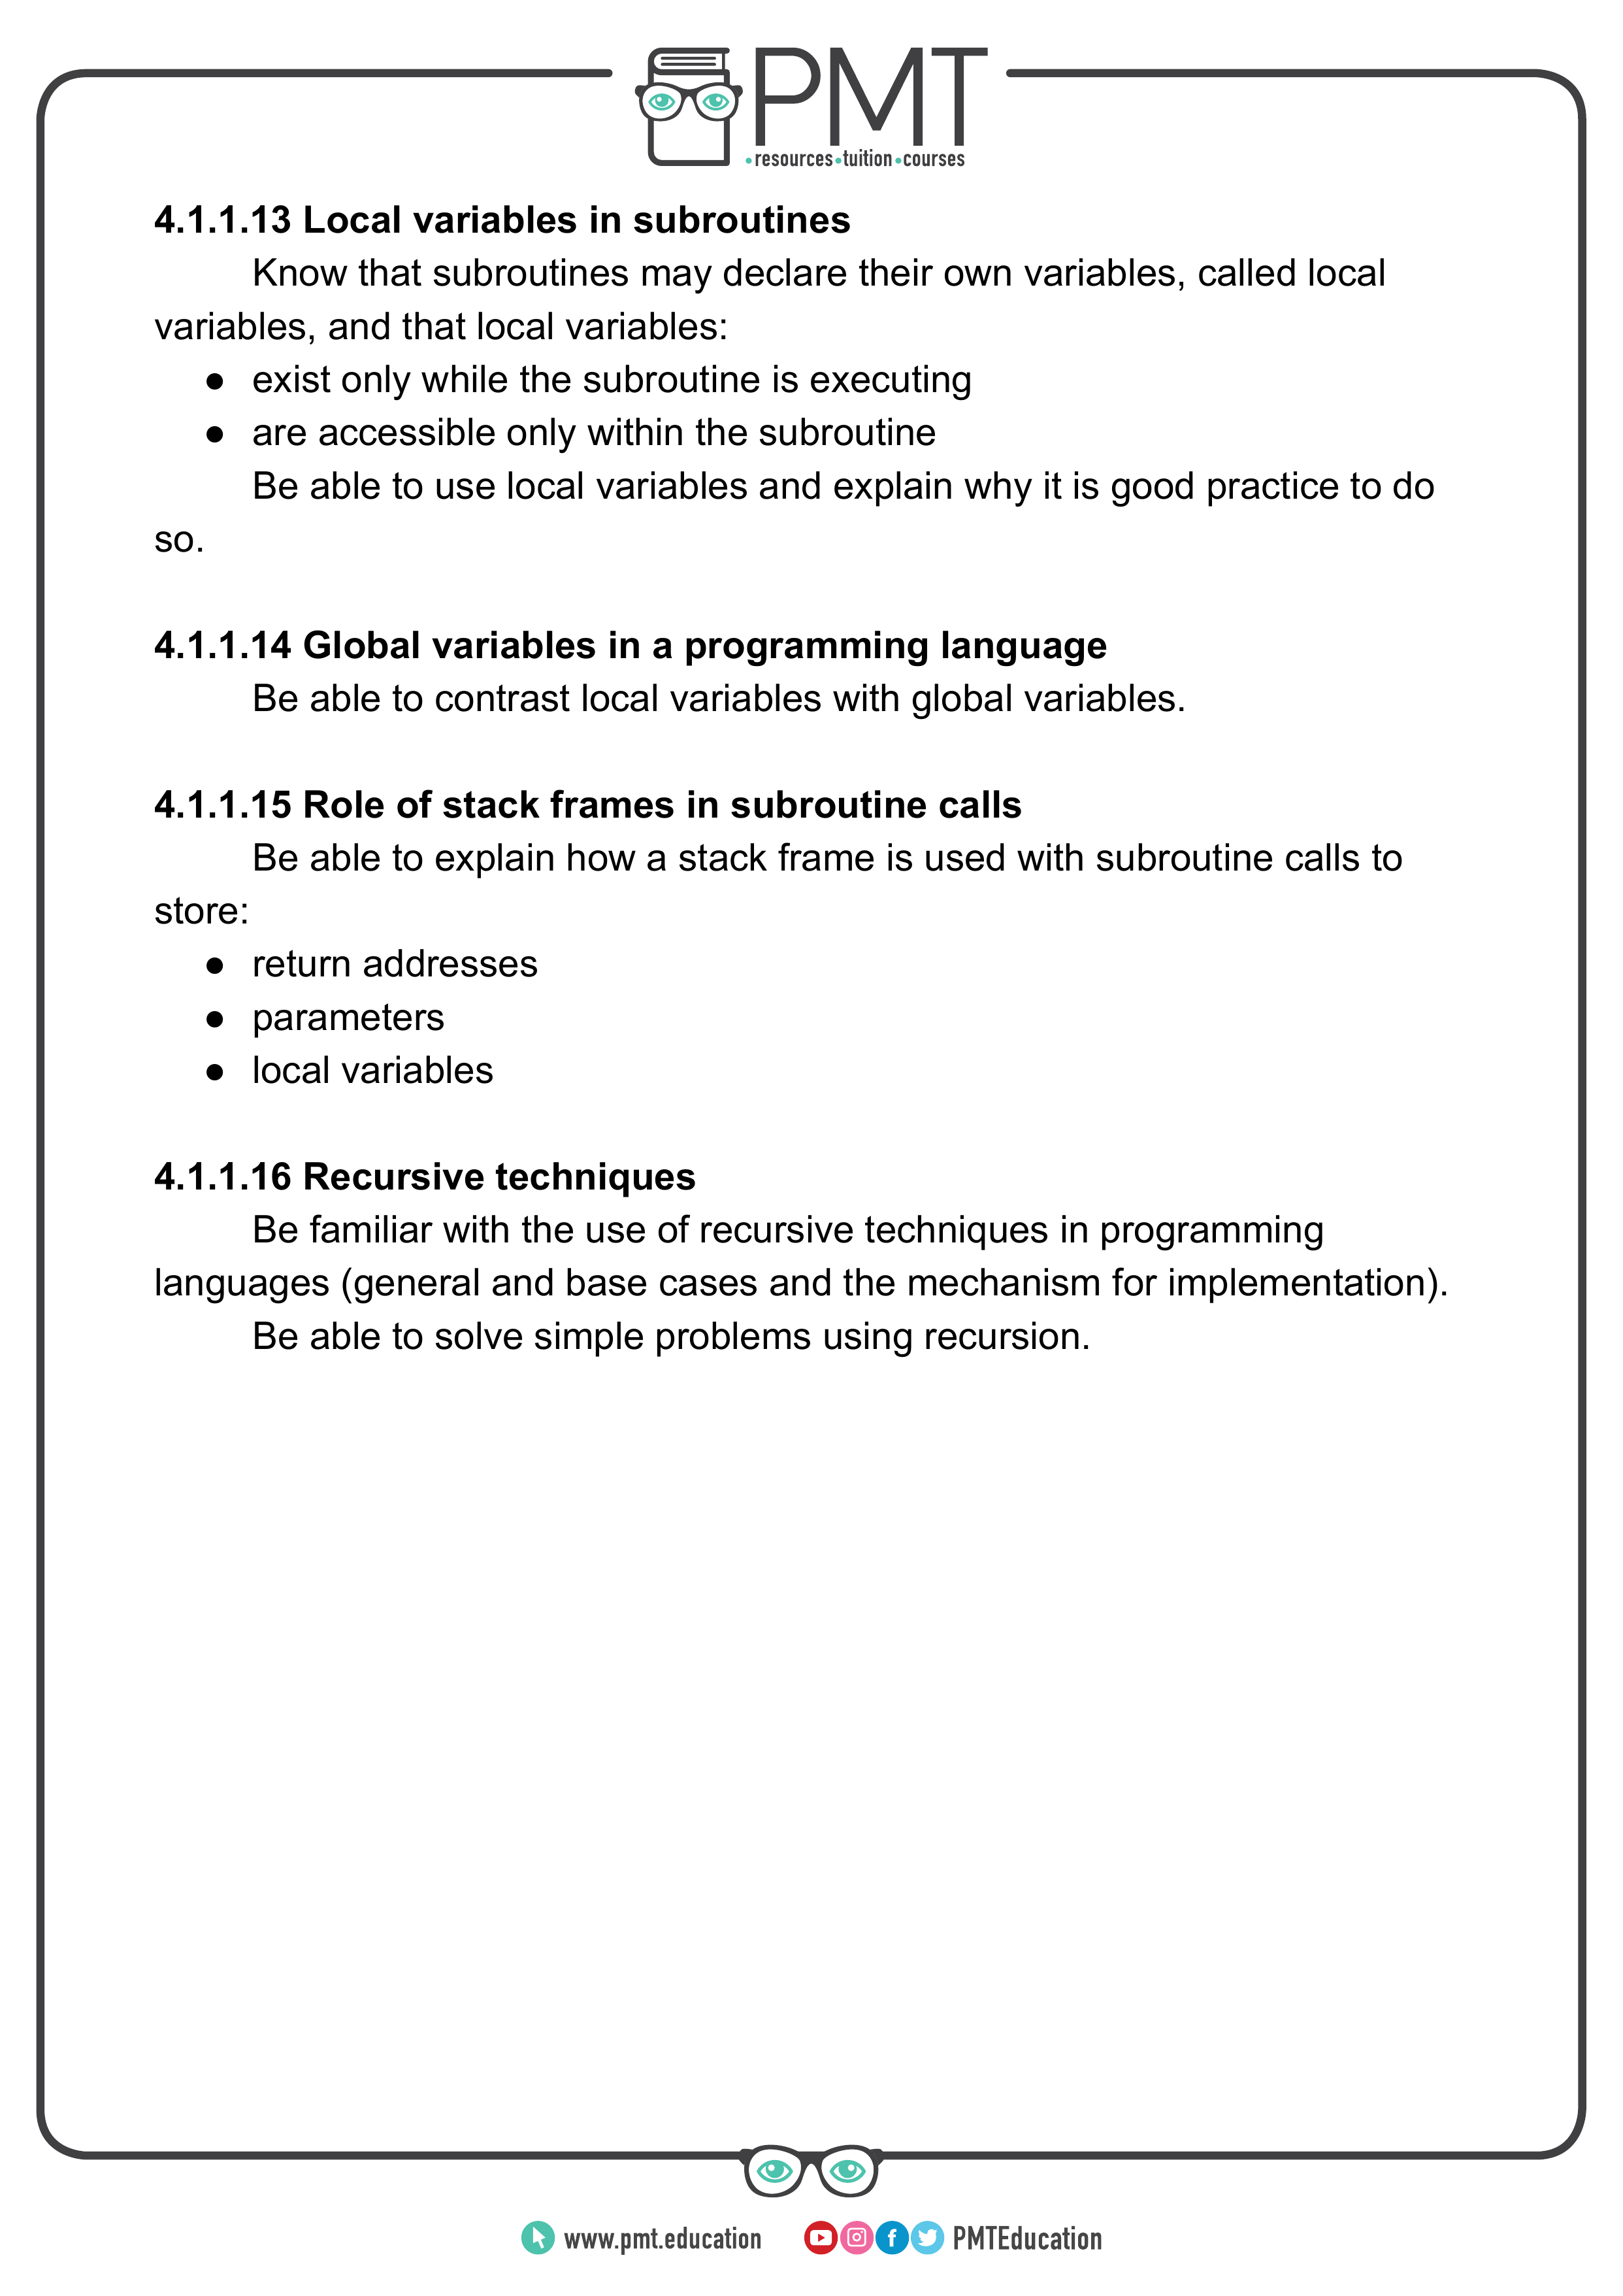 PMT
•resources•tuition•courses
4.1.1.13 Local variables in subroutines
Know that subroutines may declare their own variables, called local
variables, and that local variables:
● exist only while the subroutine is executing
● are accessible only within the subroutine
Be able to use local variables and explain why it is good practice to do
so.
4.1.1.14 Global variables in a programming language
Be able to contrast local variables with global variables.
4.1.1.15 Role of stack frames in subroutine calls
Be able to explain how a stack frame is used with subroutine calls to
store:
● return addresses
● parameters
● local variables
4.1.1.16 Recursive techniques
Be familiar with the use of recursive techniques in programming
languages (general and base cases and the mechanism for implementation).
Be able to solve simple problems using recursion.
www.pmt.education PMTEducation